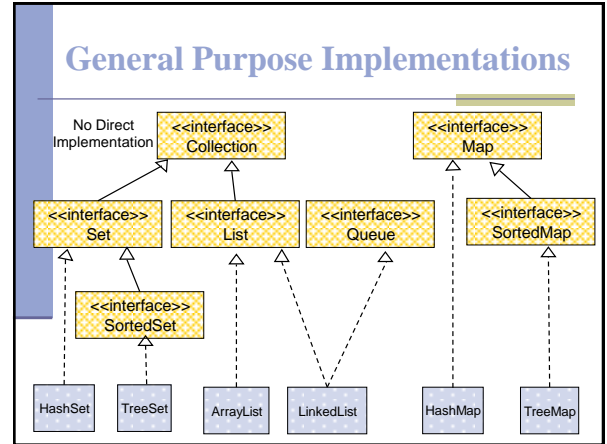 General Purpose Implementations
No Direct
Implementation
<<interface>>
Collection
<<interface>>
Map
<<interface>>
Set
<<interface>>
List
<<interface>>
Queue
<<interface>>
SortedMap
<<interface>>
SortedSet
HashSet
TreeSet
ArrayList
LinkedList
HashMap
TreeMap